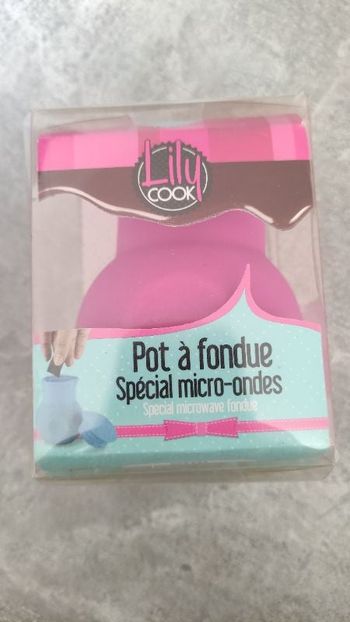 Lily
COOK
Pot à fondue
Spécial micro-ondes
Special microwave fondue